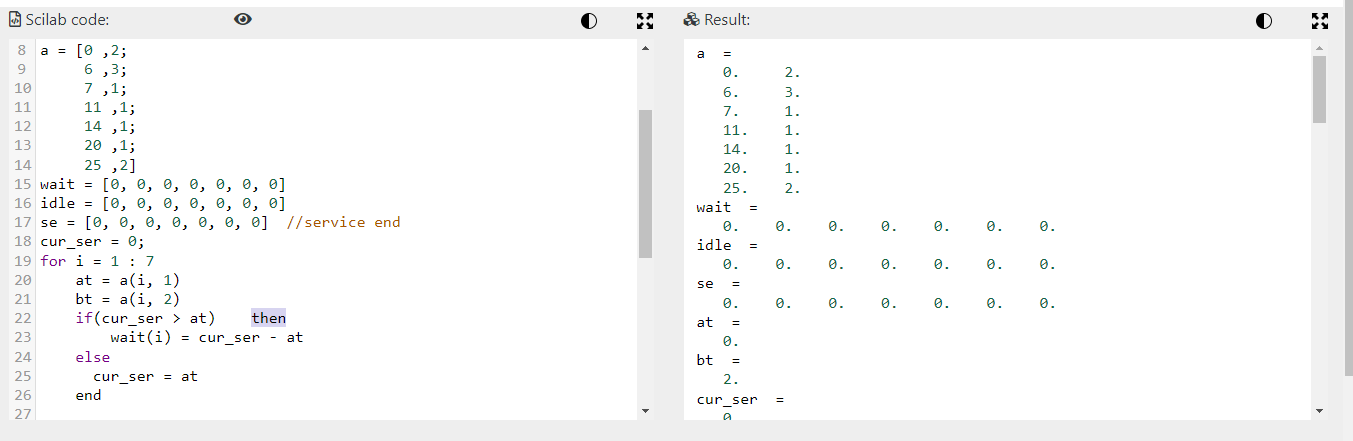 Scilab code:
8 a = [0 ,2;
9 6 ,3;
10 7 ,1;
11 11 ,1;
12 14 ,1;
13 20 ,1;
14 25 ,2]
15 wait = [0, 0, 0, 0, 0, 0, 0]
16 idle = [0, 0, 0, 0, 0, 0, 0]
17 se = [0, 0, 0, 0, 0, 0, 0] //service end
18 cur_ser = 0;
19 for i = 1 : 7
20 at = a(i, 1)
21 bt = a(i, 2)
22 if(cur_ser > at) then
23 wait(i) = cur_ser - at
24 else
25 cur_ser = at
26 end
27
Result:
a =
0. 2.
6. 3.
7. 1.
11. 1.
14. 1.
20. 1.
25. 2.
wait =
0. 0. 0. 0. 0. 0. 0.
idle =
0. 0. 0. 0. 0. 0. 0.
se =
0. 0. 0. 0. 0. 0. 0.
at =
0.
bt =
2.
cur_ser =
0.